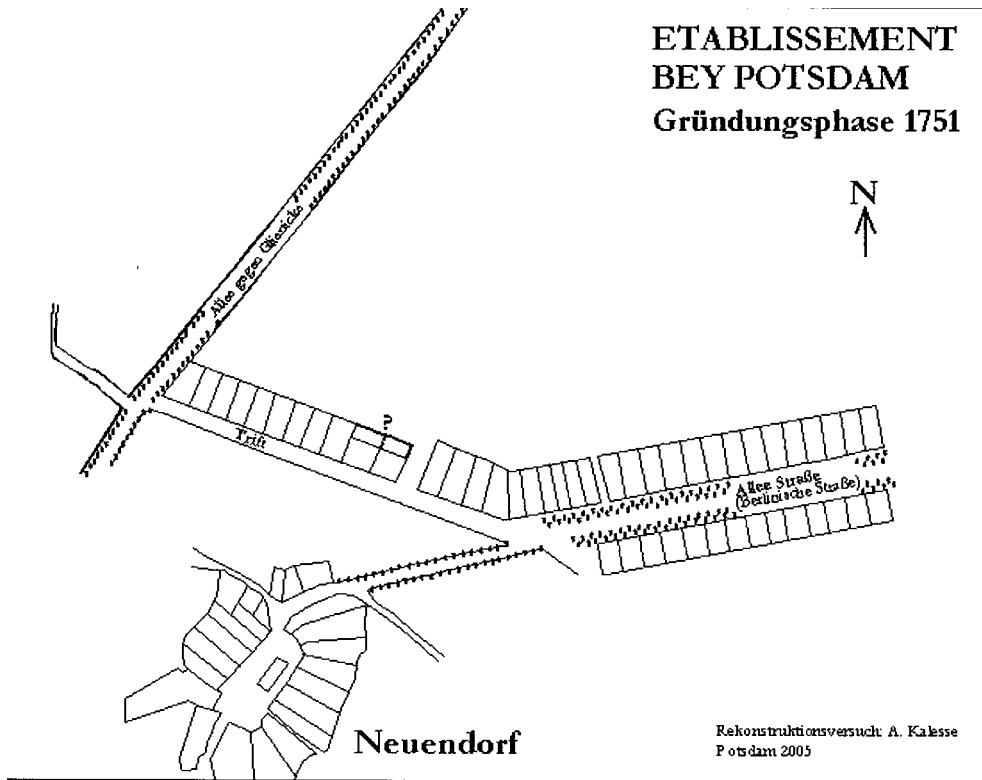 ETABLISSEMENT
BEY POTSDAM
Gründungsphase 1751
N
Allee gegen Glienicke
?
Trift
Allee Straße
(Berlinische Straße)
Neuendorf
Rekonstruktionsversuch: A. Kalesse
Potsdam 2005